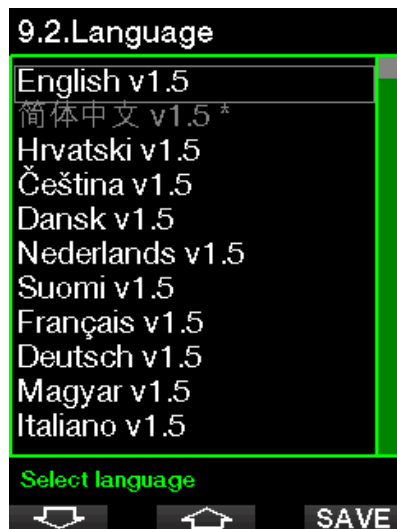 9.2.Language
English v1.5
简体中文 v1.5 *
Hrvatski v1.5
Čeština v1.5
Dansk v1.5
Nederlands v1.5
Suomi v1.5
Français v1.5
Deutsch v1.5
Magyar v1.5
Italiano v1.5
Select language
SAVE